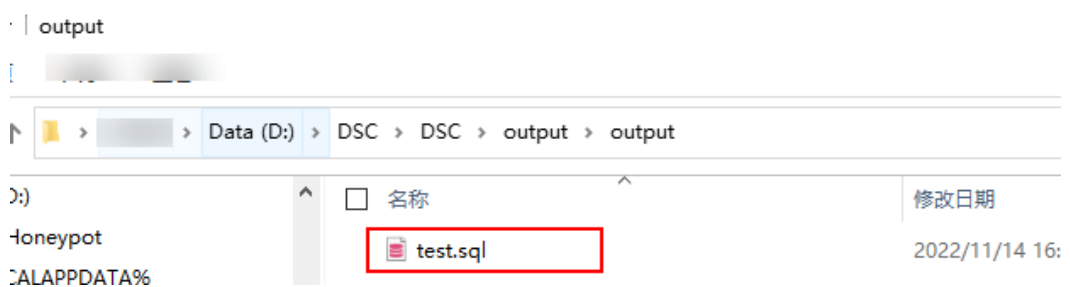 output
Data (D:) > DSC > DSC > output > output
D:)
名称
修改日期
Honeypot
test.sql
2022/11/14 16:
CALAPPDATA%